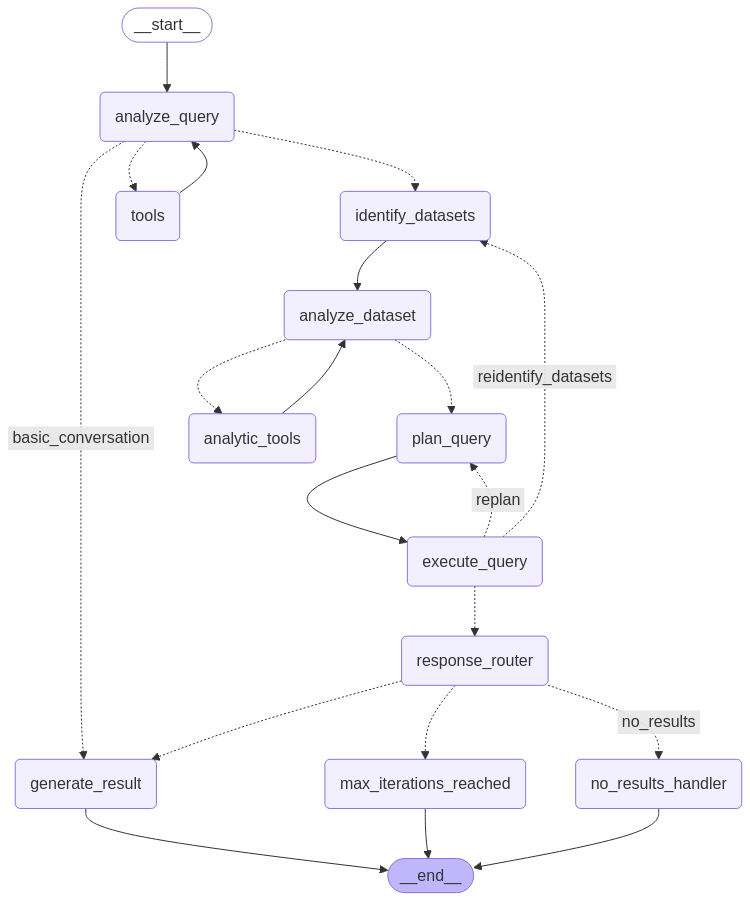 __start__
analyze_query
tools
identify_datasets
analyze_dataset
reidentify_datasets
basic_conversation
analytic_tools
plan_query
replan
execute_query
response_router
no_results
generate_result
max_iterations_reached
no_results_handler
__end__